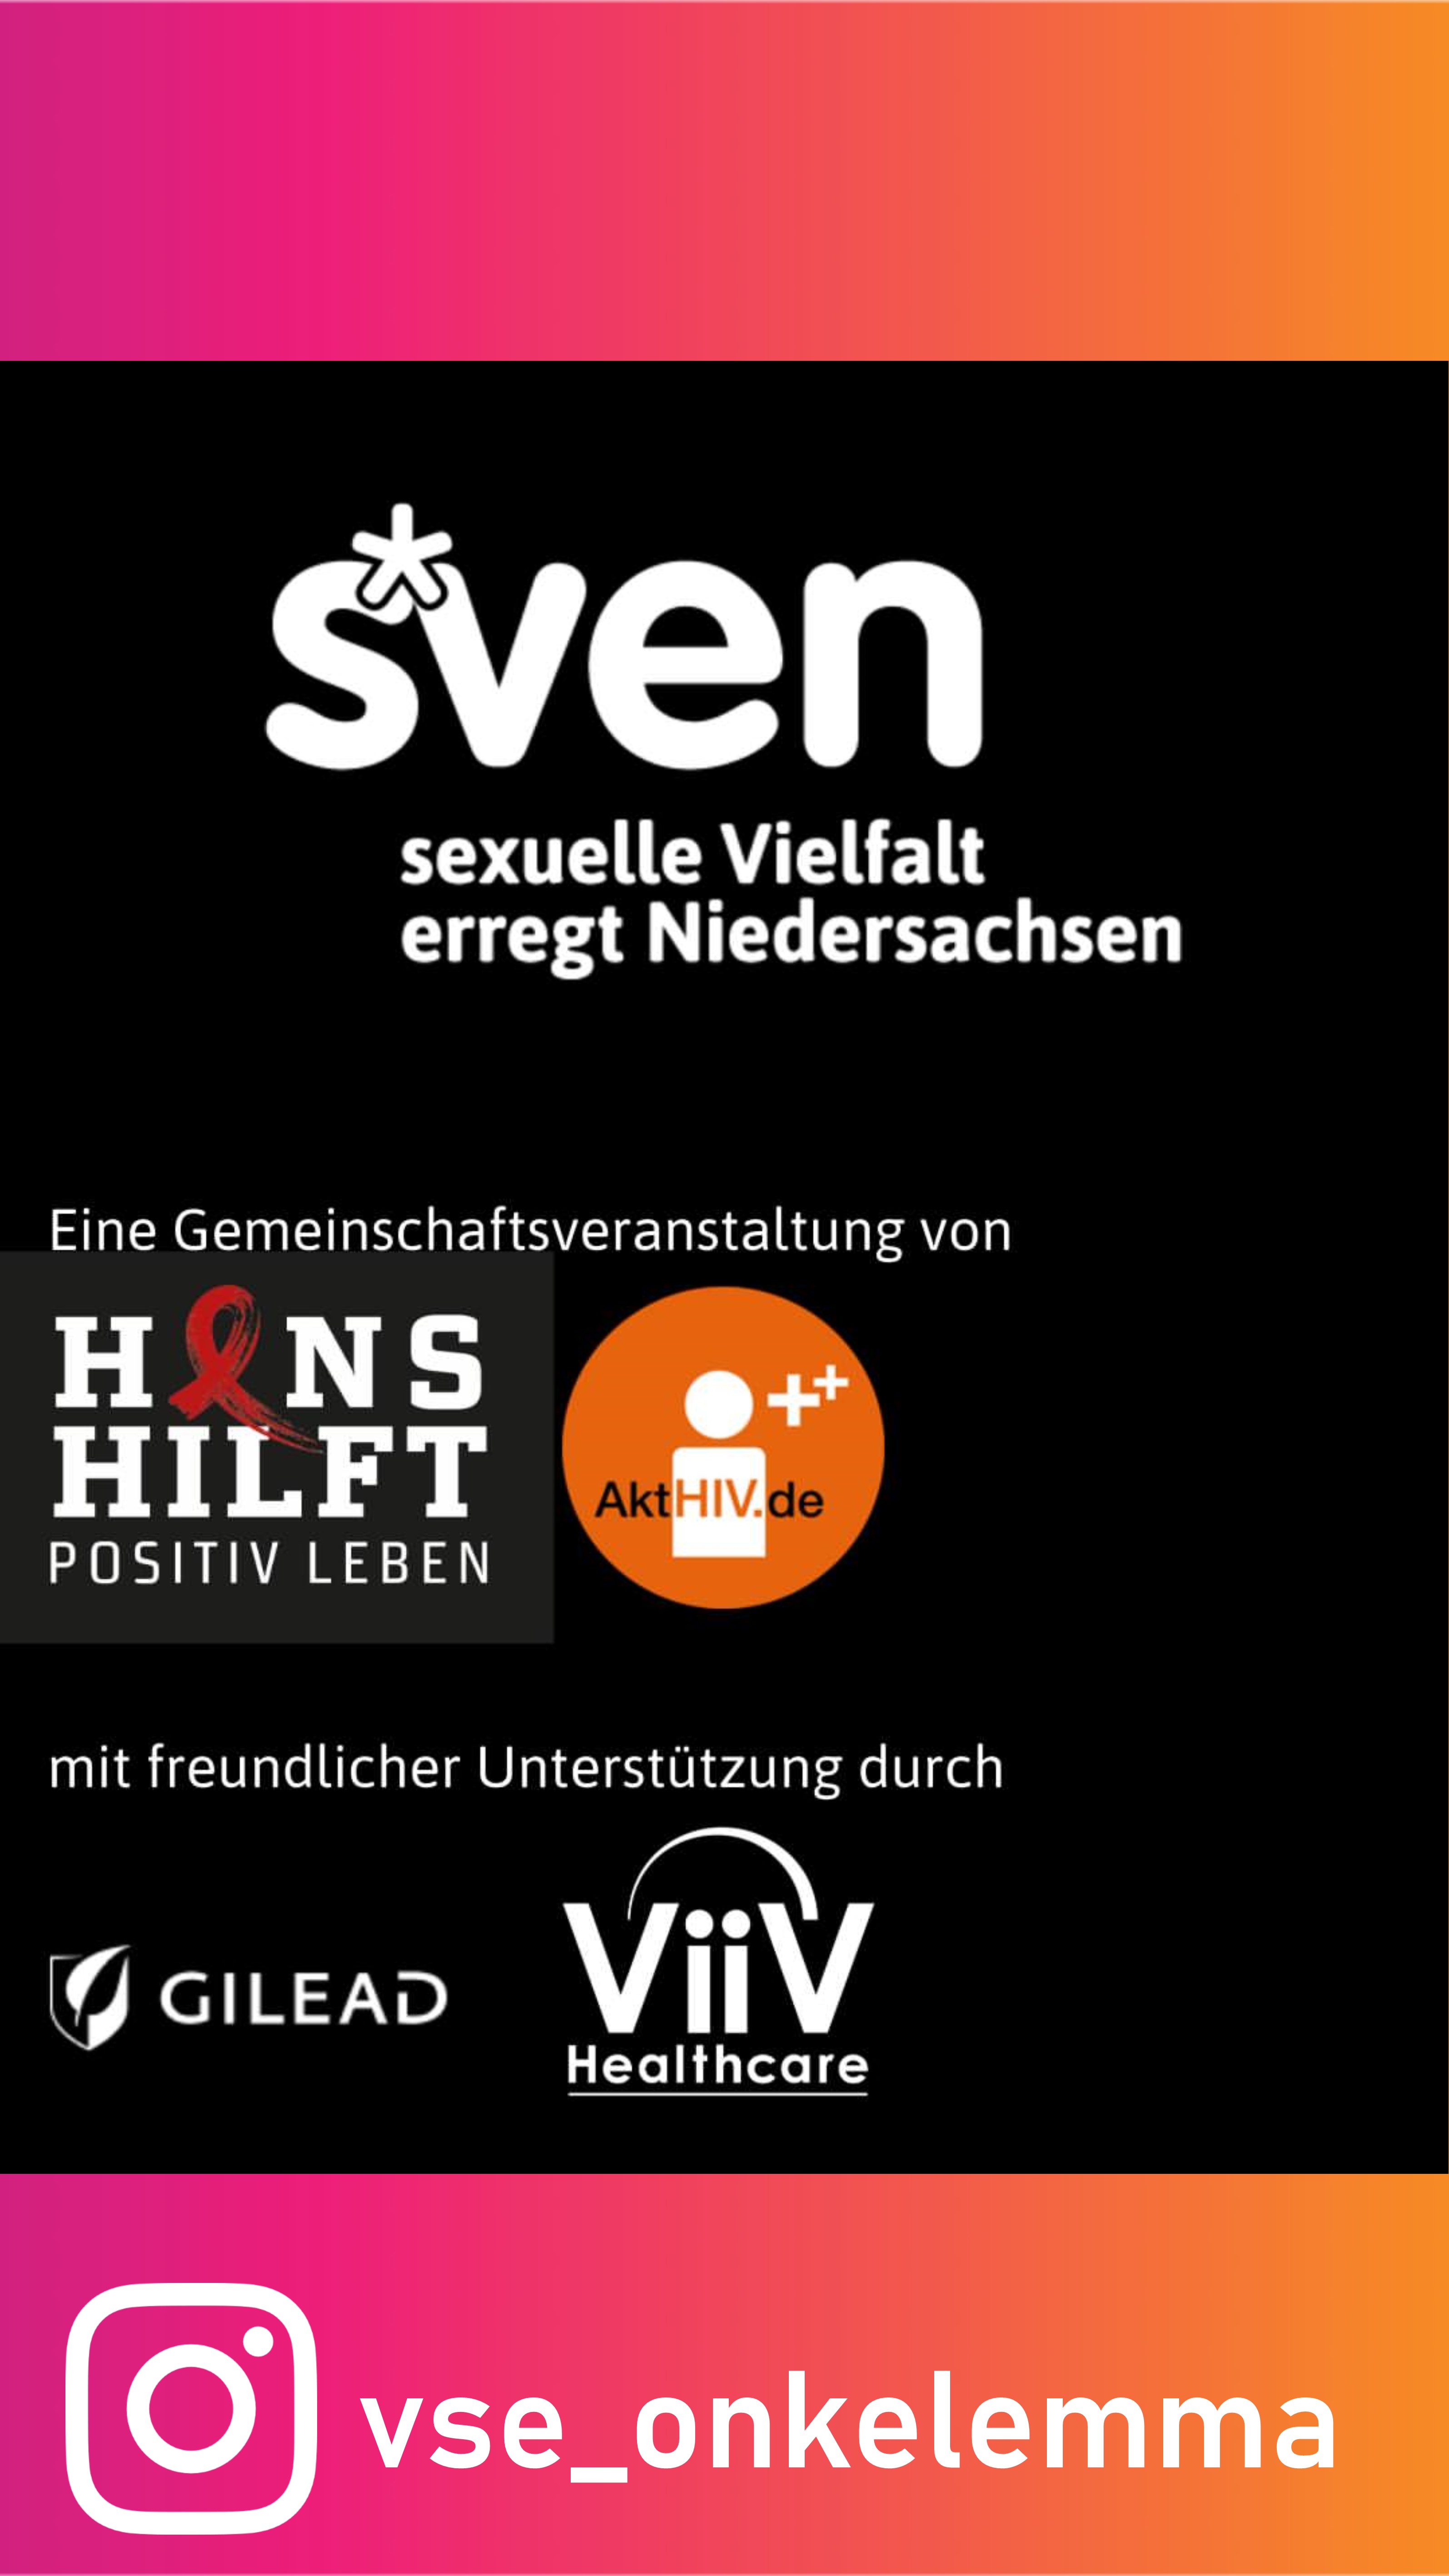 s*ven
sexuelle Vielfalt
erregt Niedersachsen
Eine Gemeinschaftsveranstaltung von
HANS
HILFT
POSITIV LEBEN
++
AktHIV.de
mit freundlicher Unterstützung durch
GILEAD
ViiV
Healthcare
vse_onkelemma